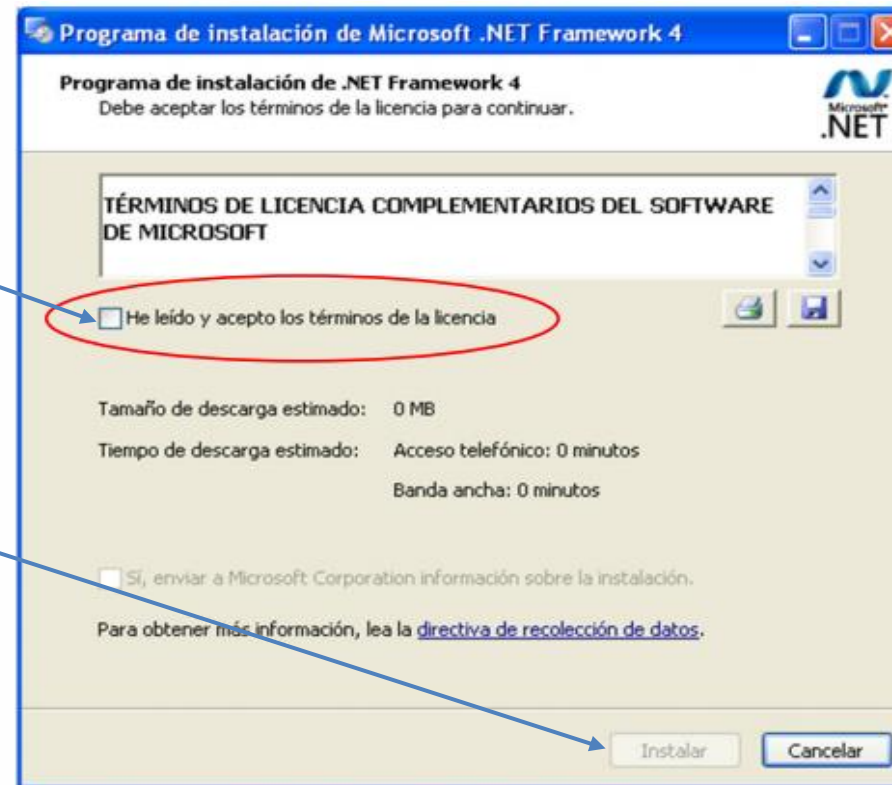 Programa de instalación de Microsoft .NET Framework 4
Programa de instalación de .NET Framework 4
Debe aceptar los términos de la licencia para continuar.
Microsoft
.NET
TÉRMINOS DE LICENCIA COMPLEMENTARIOS DEL SOFTWARE
DE MICROSOFT
He leído y acepto los términos de la licencia
Tamaño de descarga estimado: 0 MB
Tiempo de descarga estimado: Acceso telefónico: 0 minutos
Banda ancha: 0 minutos
Sí, enviar a Microsoft Corporation información sobre la instalación.
Para obtener más información, lea la directiva de recolección de datos.
Instalar Cancelar